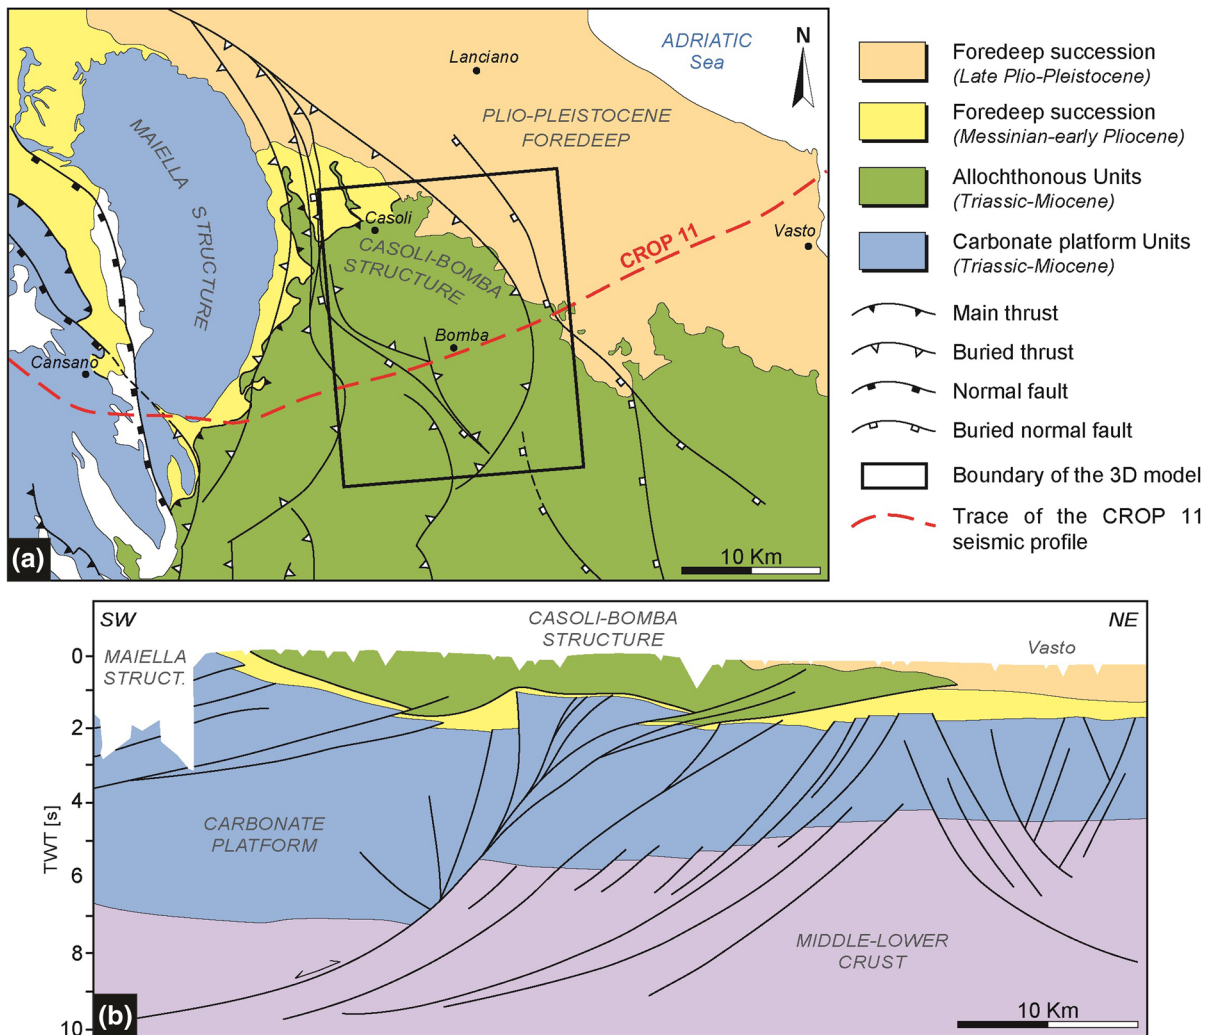 ADRIATIC
Sea
N
Lanciano
PLIO-PLEISTOCENE
FOREDEEP
MAIELLA
STRUCTURE
Casoli
CASOLI-BOMBA
STRUCTURE
CROP 11
Vasto
Bomba
Cansano
(a)
10 Km
Foredeep succession
(Late Plio-Pleistocene)
Foredeep succession
(Messinian-early Pliocene)
Allochthonous Units
(Triassic-Miocene)
Carbonate platform Units
(Triassic-Miocene)
Main thrust
Buried thrust
Normal fault
Buried normal fault
Boundary of the 3D model
Trace of the CROP 11
seismic profile
SW
CASOLI-BOMBA
STRUCTURE
NE
MAIELLA
STRUCT.
Vasto
0
2
4
6
8
10
TWT [s]
CARBONATE
PLATFORM
MIDDLE-LOWER
CRUST
(b)
10 Km